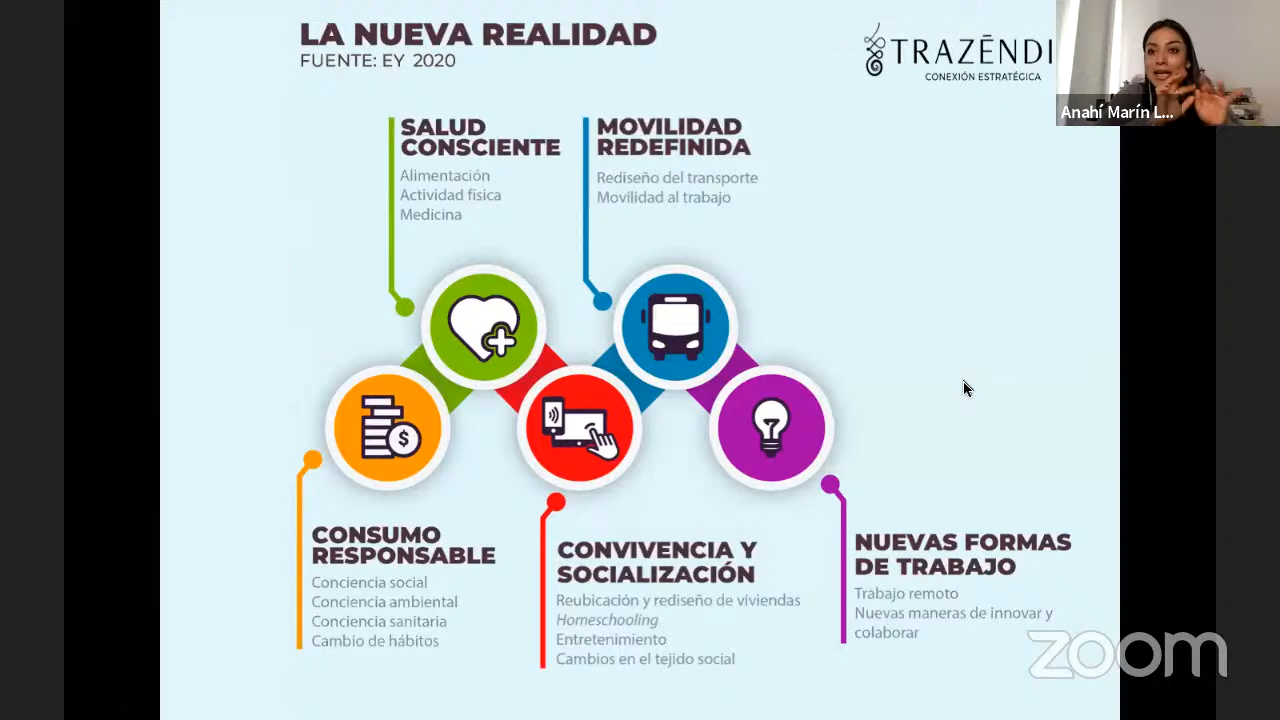 LA NUEVA REALIDAD
FUENTE: EY 2020
TRAZĒNDI
CONEXIÓN ESTRATÉGICA
Anahí Marín L...
SALUD
CONSCIENTE
Alimentación
Actividad física
Medicina
MOVILIDAD
REDEFINIDA
Rediseño del transporte
Movilidad al trabajo
$
CONSUMO
RESPONSABLE
Conciencia social
Conciencia ambiental
Conciencia sanitaria
Cambio de hábitos
CONVIVENCIA Y
SOCIALIZACIÓN
Reubicación y rediseño de viviendas
Homeschooling
Entretenimiento
Cambios en el tejido social
NUEVAS FORMAS
DE TRABAJO
Trabajo remoto
Nuevas maneras de innovar y
colaborar
zoom